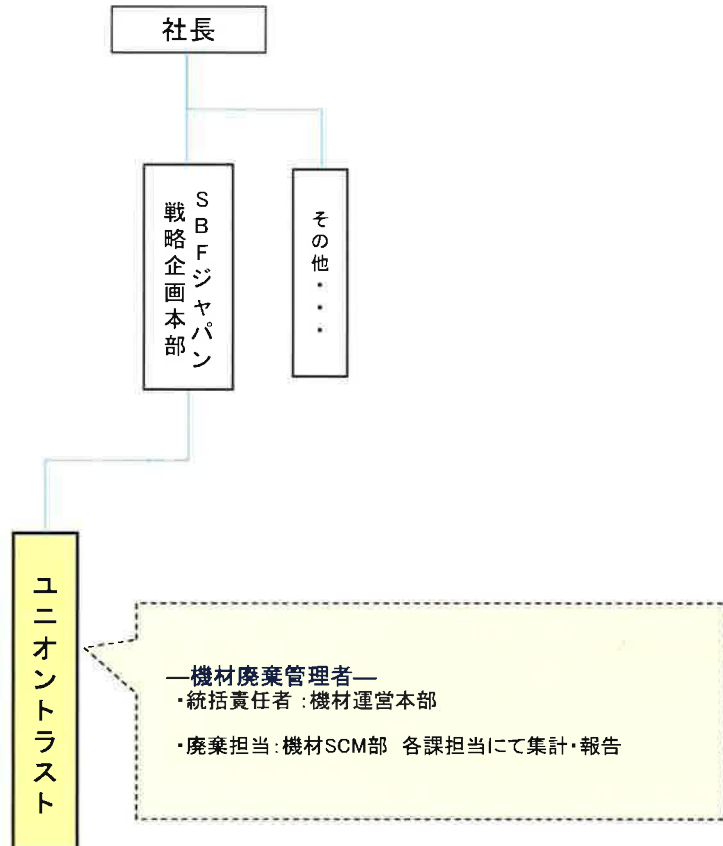 社長
SBFジャパン
戦略企画本部
その他・・・
ユニオントラスト
―機材廃棄管理者―
・統括責任者:機材運営本部
・廃棄担当:機材SCM部 各課担当にて集計・報告